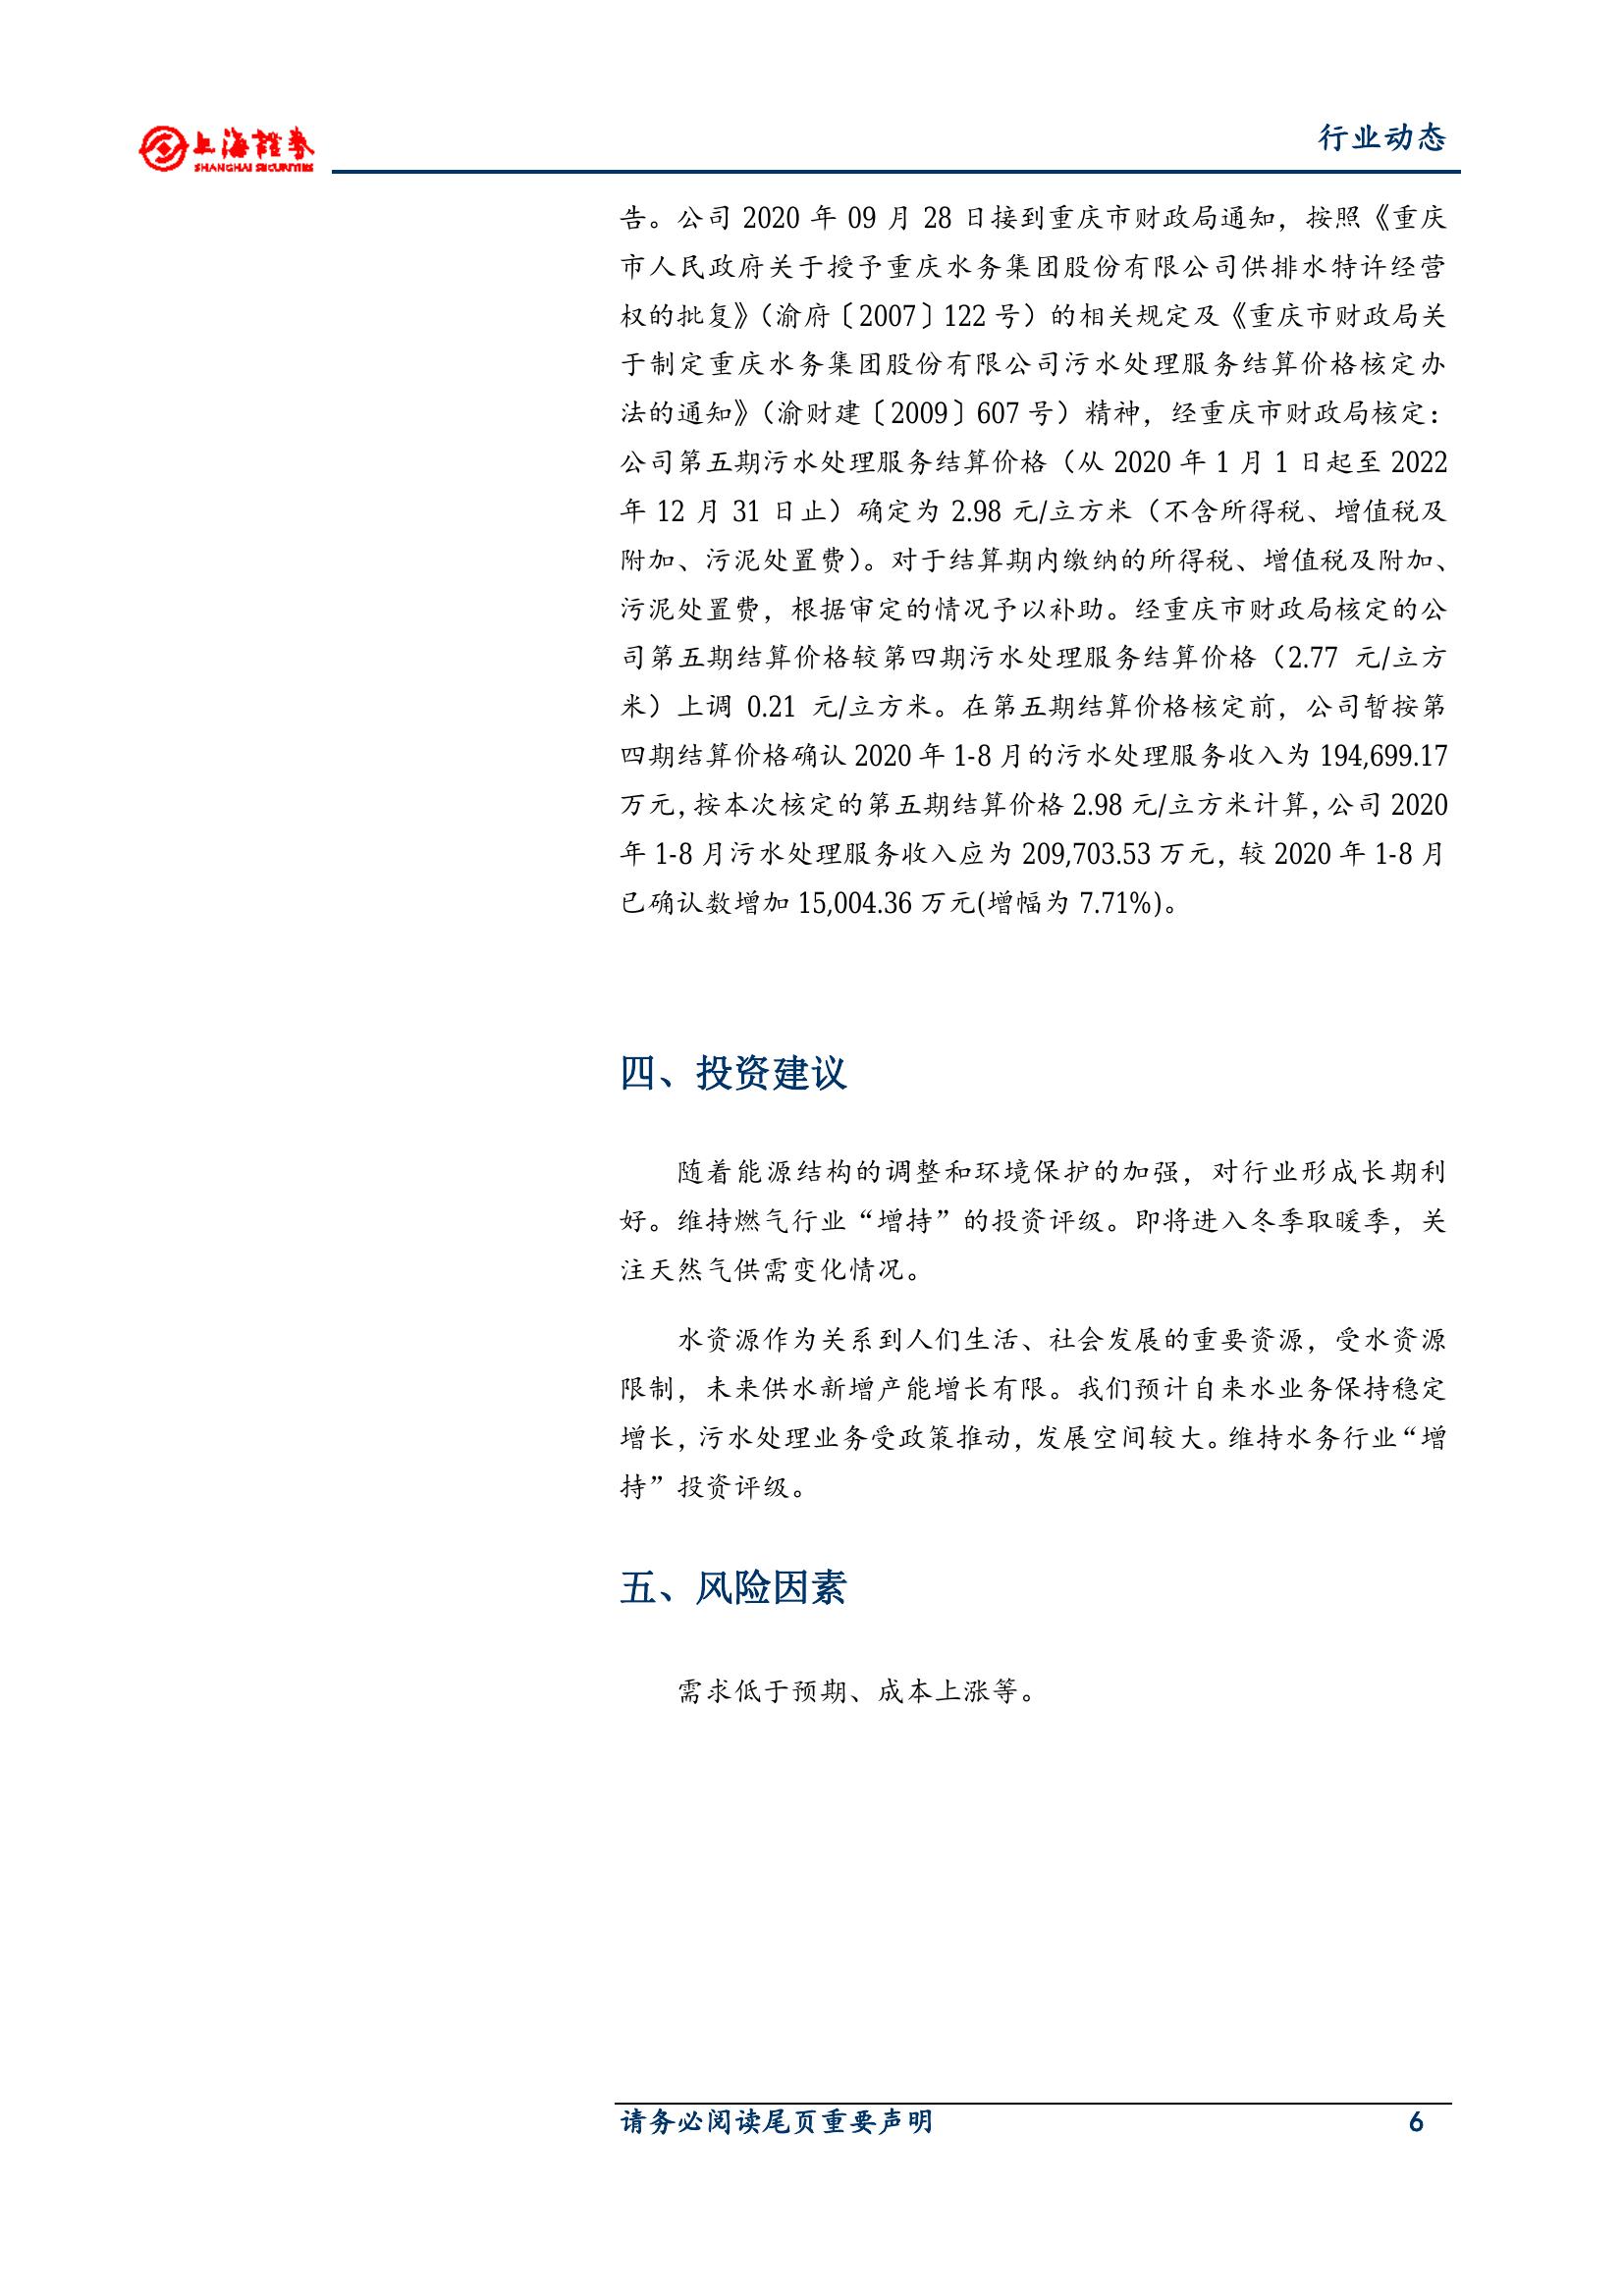 上海證券
SHANGHAI SECURITIES
行业动态
告。公司 2020 年 09 月 28 日接到重庆市财政局通知，按照《重庆
市人民政府关于授予重庆水务集团股份有限公司供排水特许经营
权的批复》（渝府〔2007〕122 号）的相关规定及《重庆市财政局关
于制定重庆水务集团股份有限公司污水处理服务结算价格核定办
法的通知》（渝财建〔2009〕607 号）精神，经重庆市财政局核定：
公司第五期污水处理服务结算价格（从 2020 年 1 月 1 日起至 2022
年 12 月 31 日止）确定为 2.98 元/立方米（不含所得税、增值税及
附加、污泥处置费）。对于结算期内缴纳的所得税、增值税及附加、
污泥处置费，根据审定的情况予以补助。经重庆市财政局核定的公
司第五期结算价格较第四期污水处理服务结算价格（2.77 元/立方
米）上调 0.21 元/立方米。在第五期结算价格核定前，公司暂按第
四期结算价格确认 2020 年 1-8 月的污水处理服务收入为 194,699.17
万元，按本次核定的第五期结算价格 2.98 元/立方米计算，公司 2020
年 1-8 月污水处理服务收入应为 209,703.53 万元，较 2020 年 1-8 月
已确认数增加 15,004.36 万元(增幅为 7.71%)。
四、投资建议
随着能源结构的调整和环境保护的加强，对行业形成长期利
好。维持燃气行业“增持”的投资评级。即将进入冬季取暖季，关
注天然气供需变化情况。
水资源作为关系到人们生活、社会发展的重要资源，受水资源
限制，未来供水新增产能增长有限。我们预计自来水业务保持稳定
增长，污水处理业务受政策推动，发展空间较大。维持水务行业“增
持”投资评级。
五、风险因素
需求低于预期、成本上涨等。
请务必阅读尾页重要声明 6